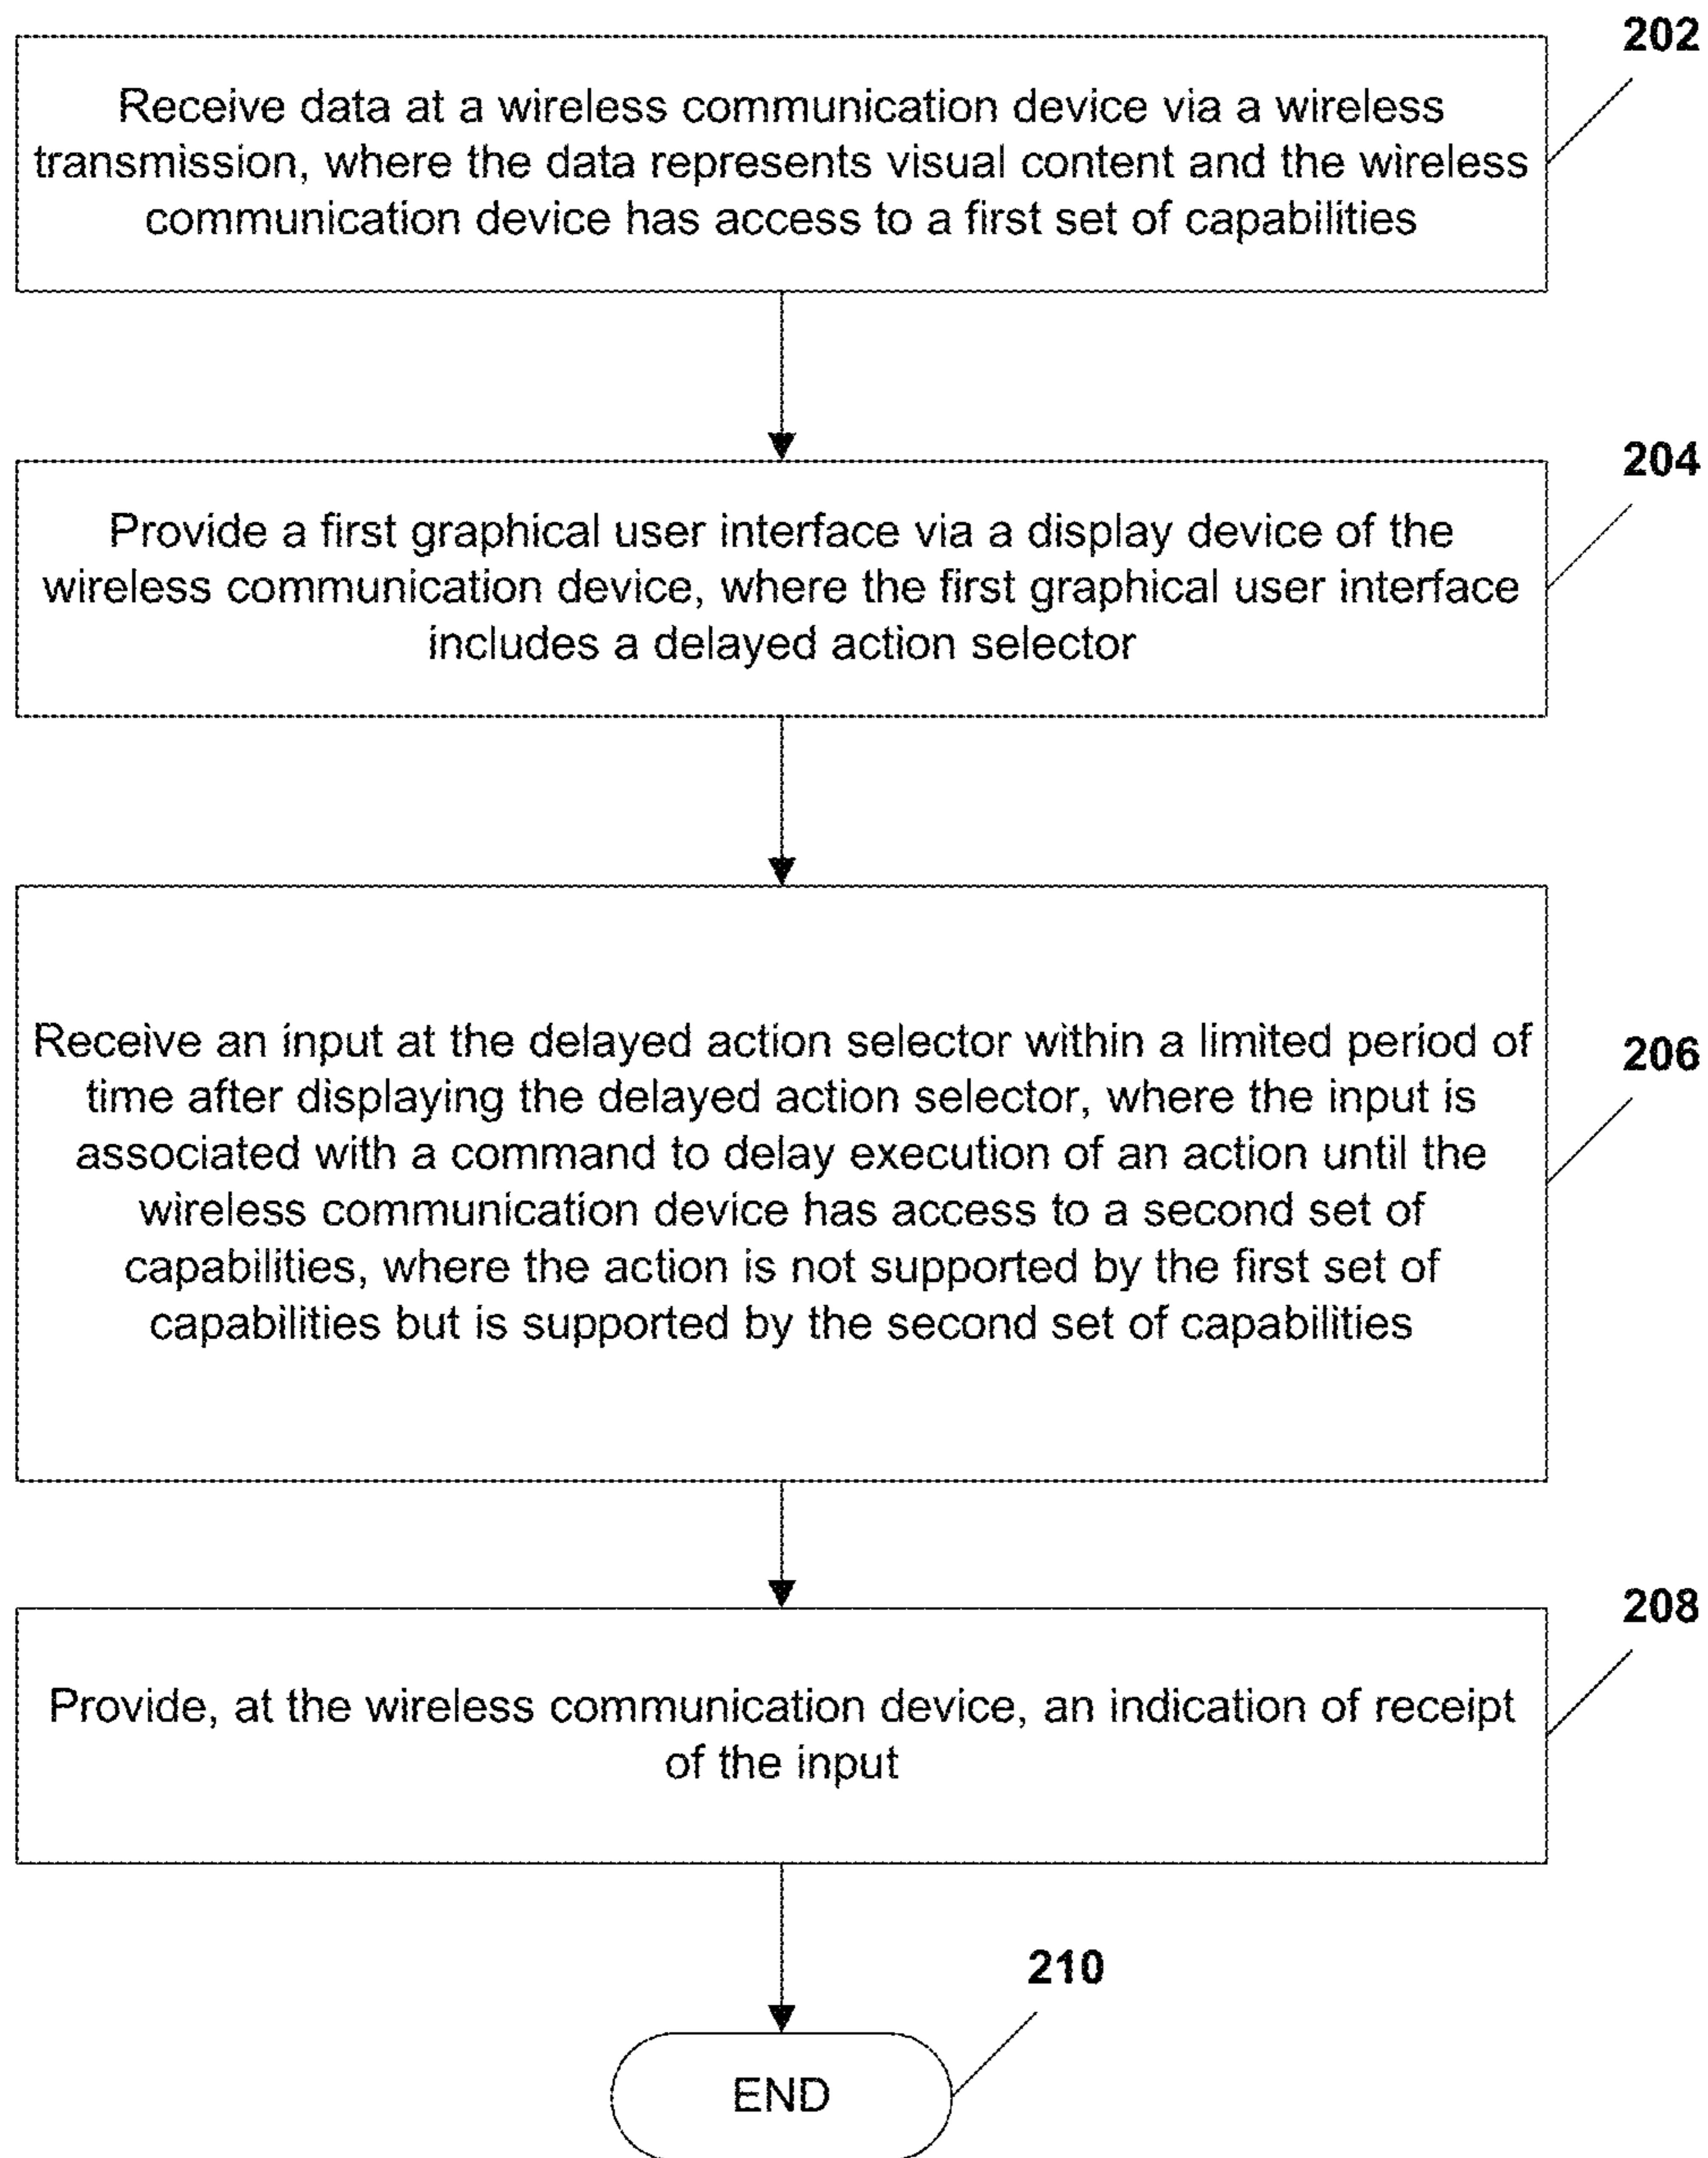 202
Receive data at a wireless communication device via a wireless
transmission, where the data represents visual content and the wireless
communication device has access to a first set of capabilities
204
Provide a first graphical user interface via a display device of the
wireless communication device, where the first graphical user interface
includes a delayed action selector
206
Receive an input at the delayed action selector within a limited period of
time after displaying the delayed action selector, where the input is
associated with a command to delay execution of an action until the
wireless communication device has access to a second set of
capabilities, where the action is not supported by the first set of
capabilities but is supported by the second set of capabilities
208
Provide, at the wireless communication device, an indication of receipt
of the input
210
END